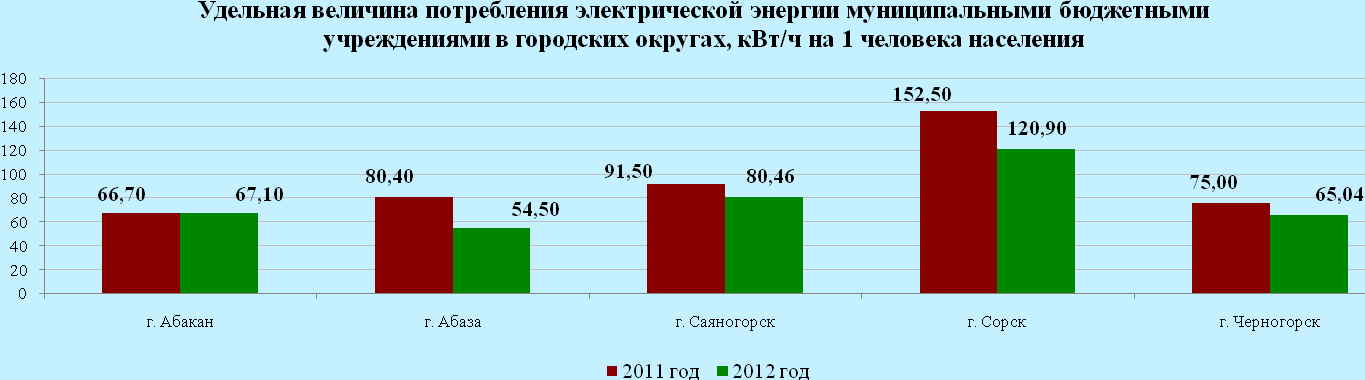 Удельная величина потребления электрической энергии муниципальными бюджетными
учреждениями в городских округах, кВт/ч на 1 человека населения
180
160
140
120
100
80
60
40
20
0
66,70
67,10
80,40
54,50
91,50
80,46
152,50
120,90
75,00
65,04
г. Абакан
г. Абаза
г. Саяногорск
г. Сорск
г. Черногорск
2011 год
2012 год